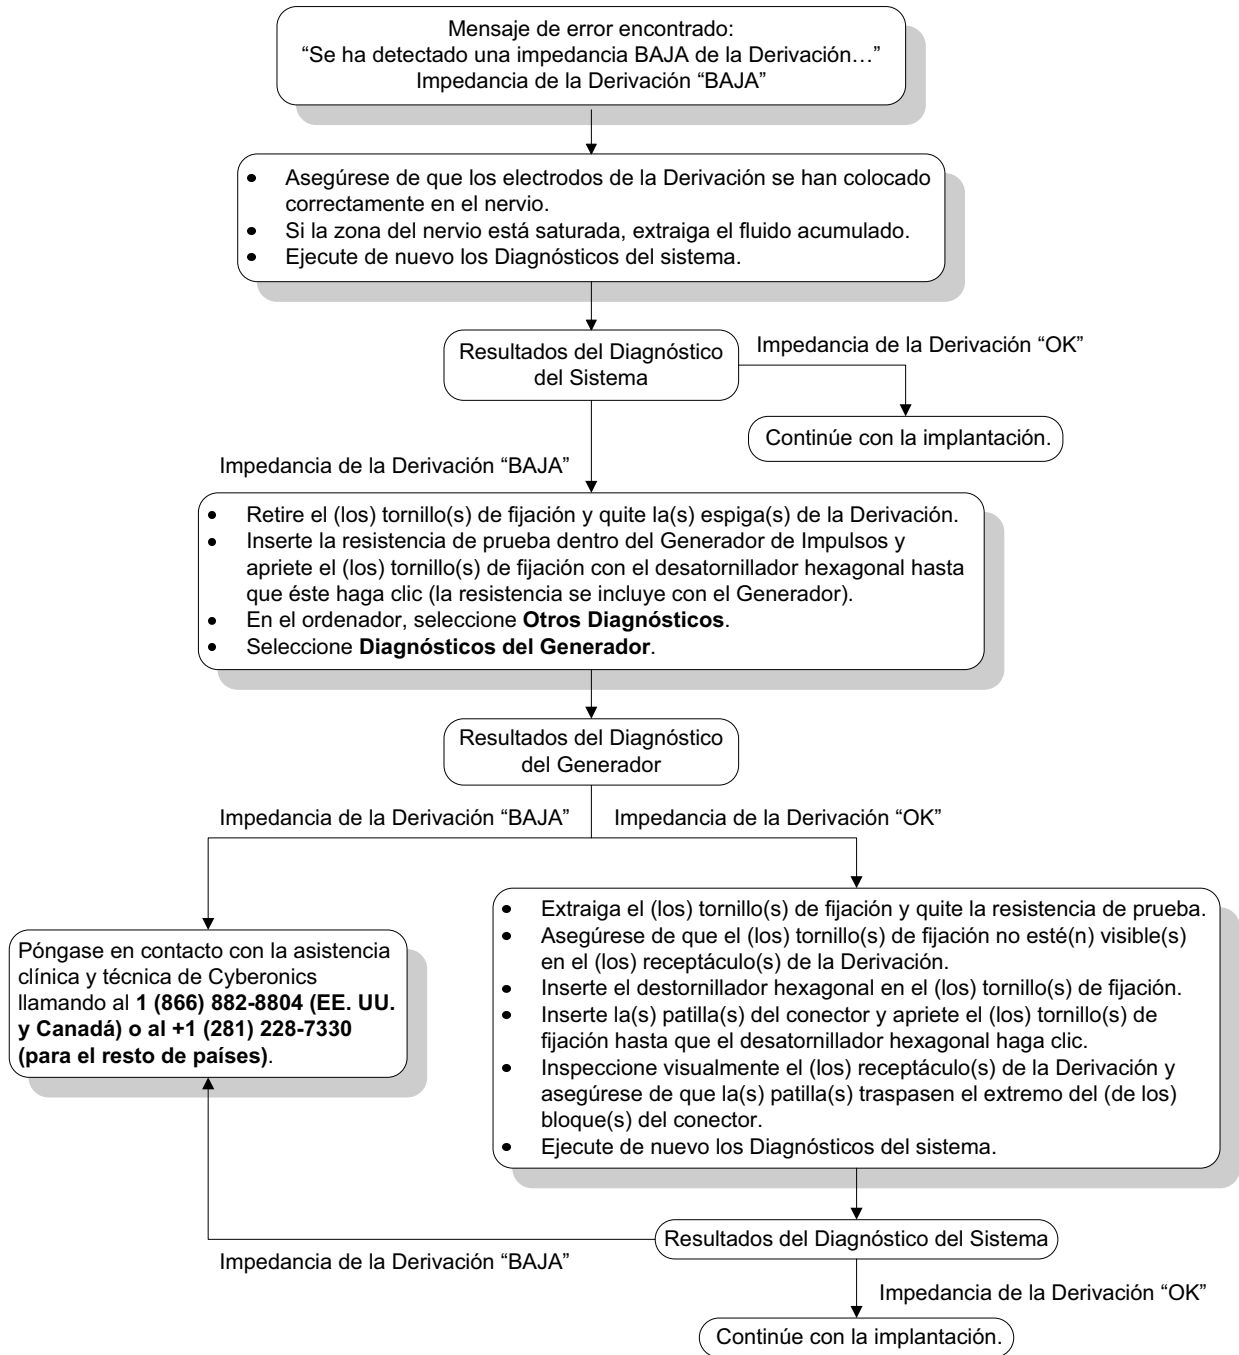 Mensaje de error encontrado:
“Se ha detectado una impedancia BAJA de la Derivación…”
Impedancia de la Derivación “BAJA”
• Asegúrese de que los electrodos de la Derivación se han colocado
correctamente en el nervio.
• Si la zona del nervio está saturada, extraiga el fluido acumulado.
• Ejecute de nuevo los Diagnósticos del sistema.
Resultados del Diagnóstico
del Sistema
Impedancia de la Derivación “OK”
Continúe con la implantación.
Impedancia de la Derivación “BAJA”
• Retire el (los) tornillo(s) de fijación y quite la(s) espiga(s) de la Derivación.
• Inserte la resistencia de prueba dentro del Generador de Impulsos y
apriete el (los) tornillo(s) de fijación con el desatornillador hexagonal hasta
que éste haga clic (la resistencia se incluye con el Generador).
• En el ordenador, seleccione Otros Diagnósticos.
• Seleccione Diagnósticos del Generador.
Resultados del Diagnóstico
del Generador
Impedancia de la Derivación “BAJA”
Impedancia de la Derivación “OK”
Póngase en contacto con la asistencia
clínica y técnica de Cyberonics
llamando al 1 (866) 882-8804 (EE. UU.
y Canadá) o al +1 (281) 228-7330
(para el resto de países).
• Extraiga el (los) tornillo(s) de fijación y quite la resistencia de prueba.
• Asegúrese de que el (los) tornillo(s) de fijación no esté(n) visible(s)
en el (los) receptáculo(s) de la Derivación.
• Inserte el destornillador hexagonal en el (los) tornillo(s) de fijación.
• Inserte la(s) patilla(s) del conector y apriete el (los) tornillo(s) de
fijación hasta que el desatornillador hexagonal haga clic.
• Inspeccione visualmente el (los) receptáculo(s) de la Derivación y
asegúrese de que la(s) patilla(s) traspasen el extremo del (de los)
bloque(s) del conector.
• Ejecute de nuevo los Diagnósticos del sistema.
Resultados del Diagnóstico del Sistema
Impedancia de la Derivación “BAJA”
Impedancia de la Derivación “OK”
Continúe con la implantación.